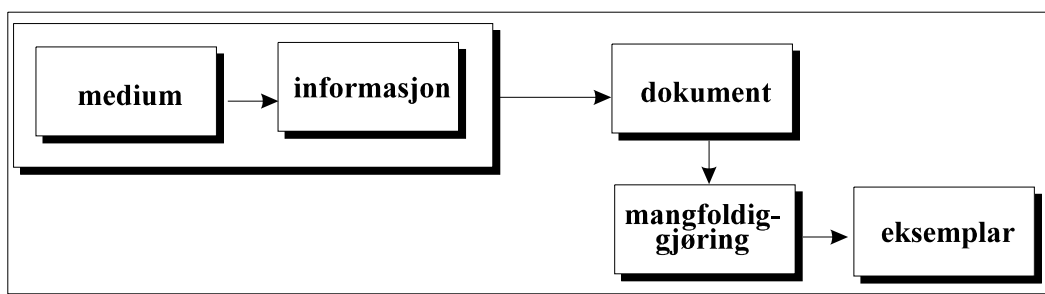 medium
informasjon
dokument
mangfoldig-
gjøring
eksemplar